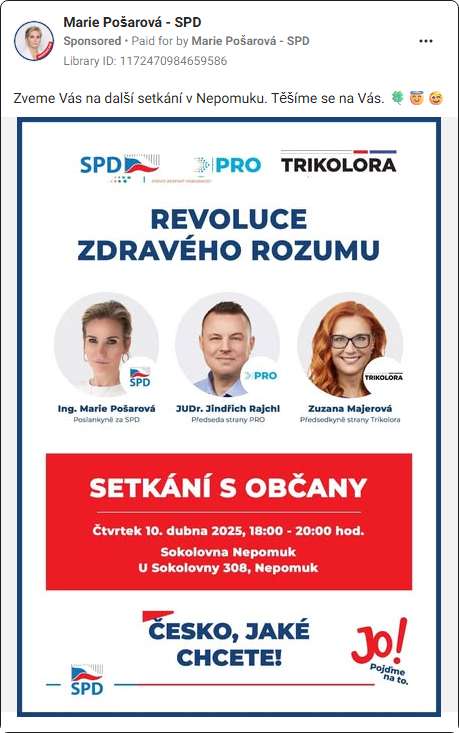 Marie Pošarová - SPD
Sponsored • Paid for by Marie Pošarová - SPD
Library ID: 1172470984659586
Zveme Vás na další setkání v Nepomuku. Těšíme se na Vás. 🍀 😇 😉
SPD PRO TRIKOLORA
REVOLUCE
ZDRAVÉHO ROZUMU
SPD PRO TRIKOLORA
Ing. Marie Pošarová JUDr. Jindřich Rajchl Zuzana Majerová
Poslankyně za SPD Předseda strany PRO Předsedkyně strany Trikolora
SETKÁNÍ S OBČANY
Čtvrtek 10. dubna 2025, 18:00 - 20:00 hod.
Sokolovna Nepomuk
U Sokolovny 308, Nepomuk
ČESKO, JAKÉ
CHCETE!
Jo!
Pojďme
na to.
SPD